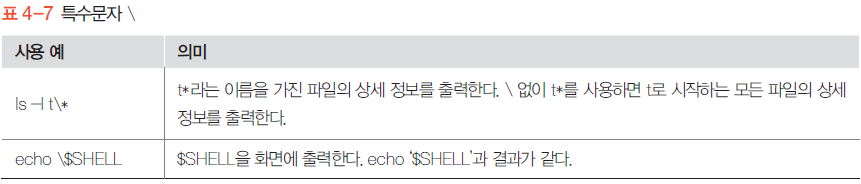 표 4-7 특수문자 \
사용 예 의미
ls -l t\* t*라는 이름을 가진 파일의 상세 정보를 출력한다. \ 없이 t*를 사용하면 t로 시작하는 모든 파일의 상세
정보를 출력한다.
echo \$SHELL $SHELL을 화면에 출력한다. echo ‘$SHELL’과 결과가 같다.